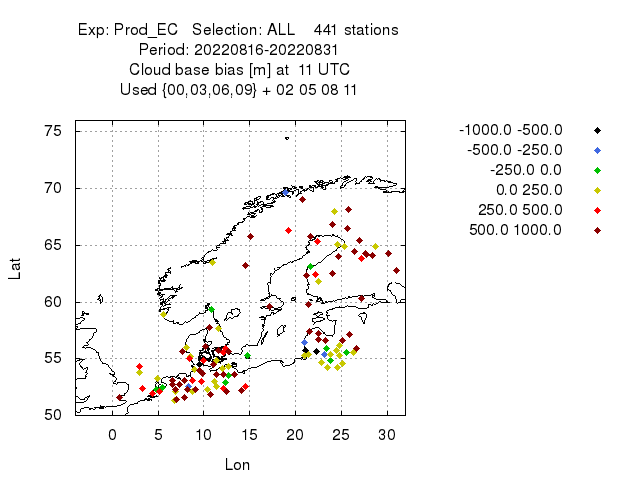 Exp: Prod_EC   Selection: ALL    441 stations
Period: 20220816-20220831
Cloud base bias [m] at  11 UTC
Used {00,03,06,09} + 02 05 08 11
75
70
65
60
55
50
Lat
0 5 10 15 20 25 30
Lon
-1000.0 -500.0
-500.0 -250.0
-250.0 0.0
0.0 250.0
250.0 500.0
500.0 1000.0